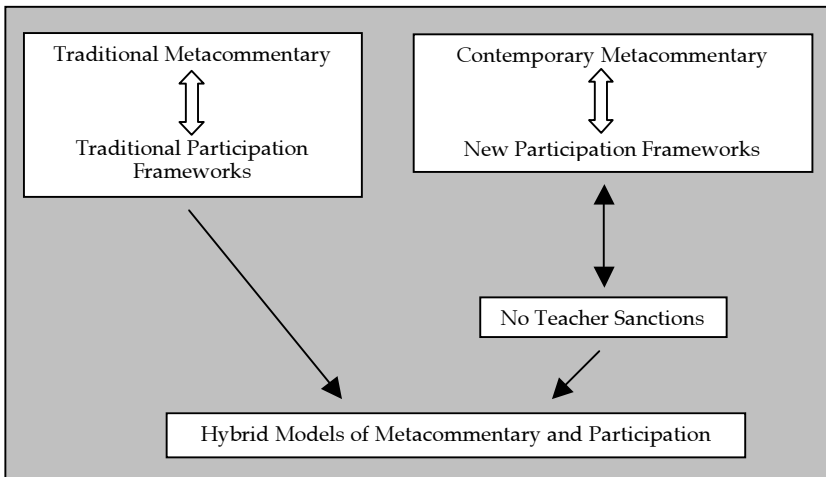 Traditional Metacommentary
Traditional Participation
Frameworks
Contemporary Metacommentary
New Participation Frameworks
No Teacher Sanctions
Hybrid Models of Metacommentary and Participation